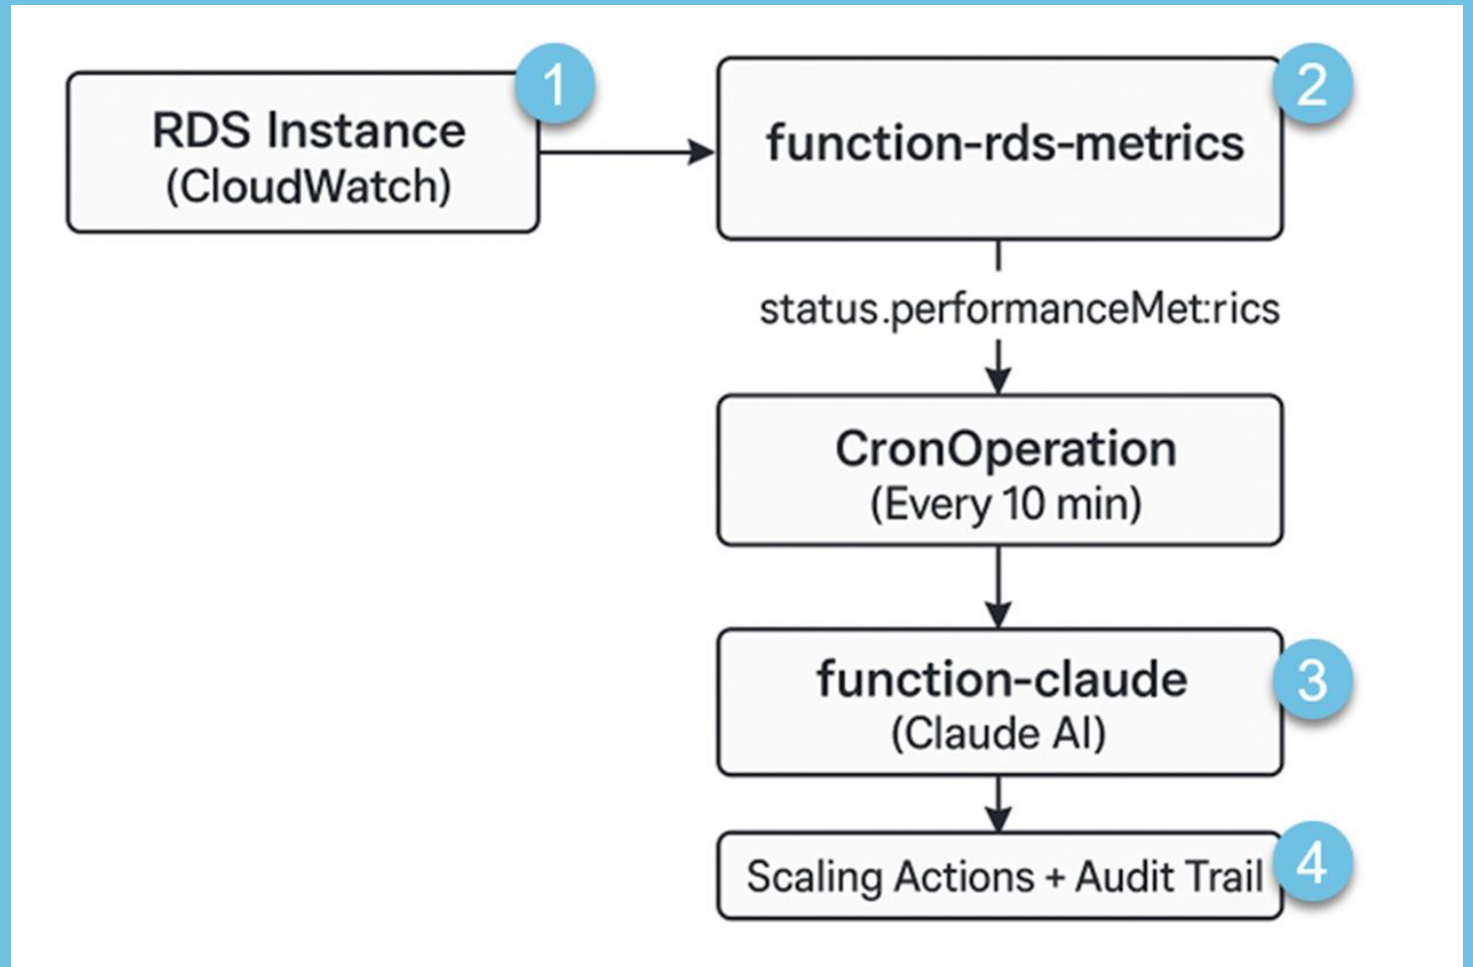 RDS Instance
(CloudWatch)
1
function-rds-metrics
2
status.performanceMet:rics
CronOperation
(Every 10 min)
function-claude
(Claude AI)
3
Scaling Actions + Audit Trail
4